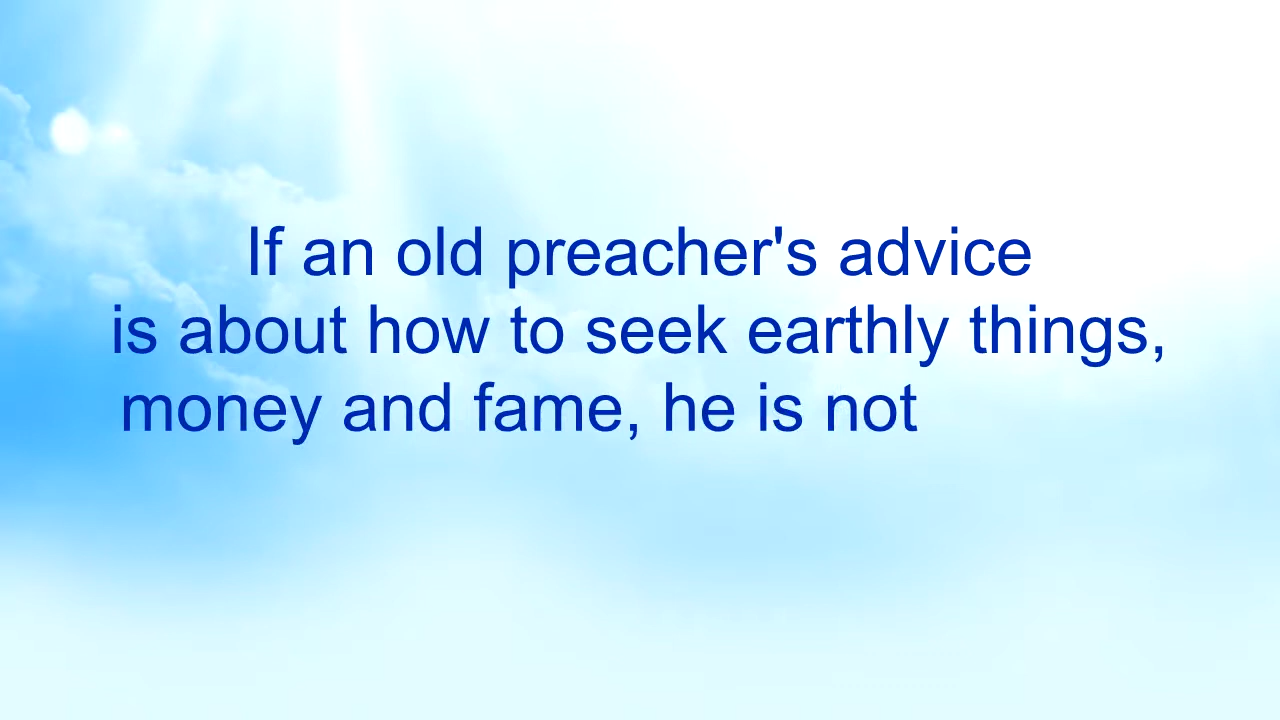 If an old preacher's advice
is about how to seek earthly things,
money and fame, he is not